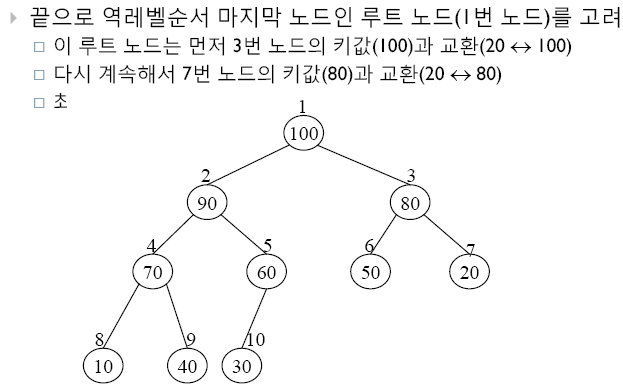 끝으로 역레벨순서 마지막 노드인 루트 노드(1번 노드)를 고려
이 루트 노드는 먼저 3번 노드의 키값(100)과 교환(20 ↔ 100)
다시 계속해서 7번 노드의 키값(80)과 교환(20 ↔ 80)
초
1
100
2 3
90 80
4 5 6 7
70 60 50 20
8 9 10
10 40 30